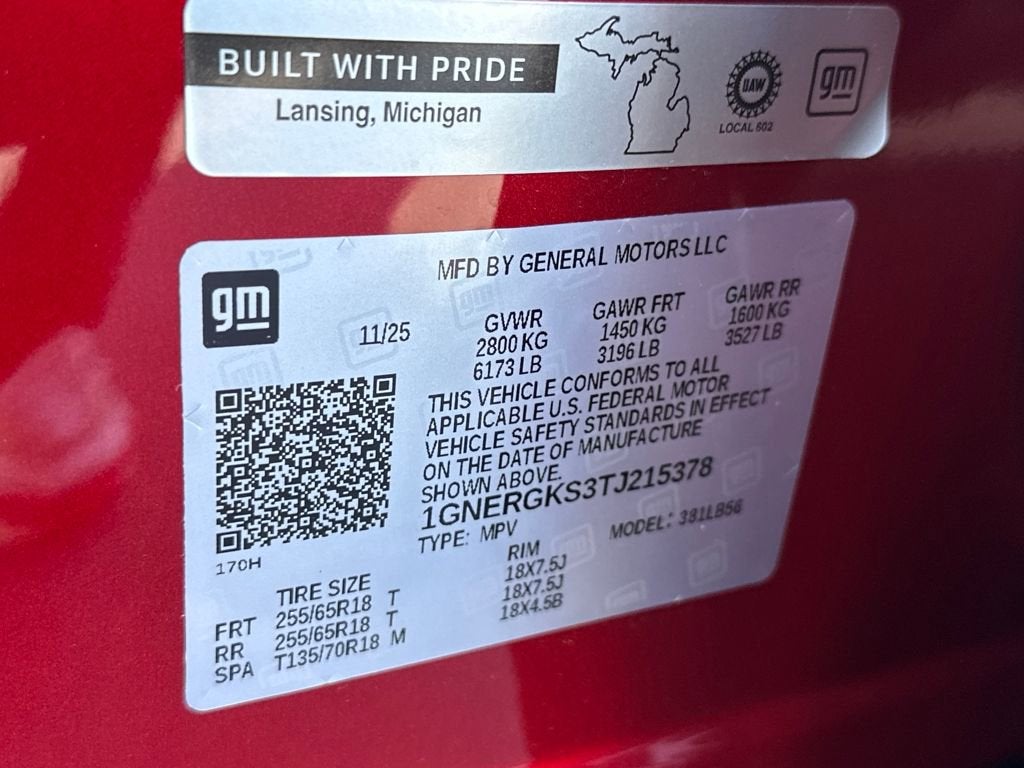 BUILT WITH PRIDE
Lansing, Michigan
UAW
LOCAL 602
gm
gm
MFD BY GENERAL MOTORS LLC
11/25
GVWR GAWR FRT GAWR RR
2800 KG 1450 KG 1600 KG
6173 LB 3196 LB 3527 LB
THIS VEHICLE CONFORMS TO ALL
APPLICABLE U.S. FEDERAL MOTOR
VEHICLE SAFETY STANDARDS IN EFFECT
ON THE DATE OF MANUFACTURE
SHOWN ABOVE.
1GNERGKS3TJ215378
TYPE: MPV MODEL: 381LB56
170H
TIRE SIZE RIM
FRT 255/65R18 T 18X7.5J
RR 255/65R18 T 18X7.5J
SPA T135/70R18 M 18X4.5B